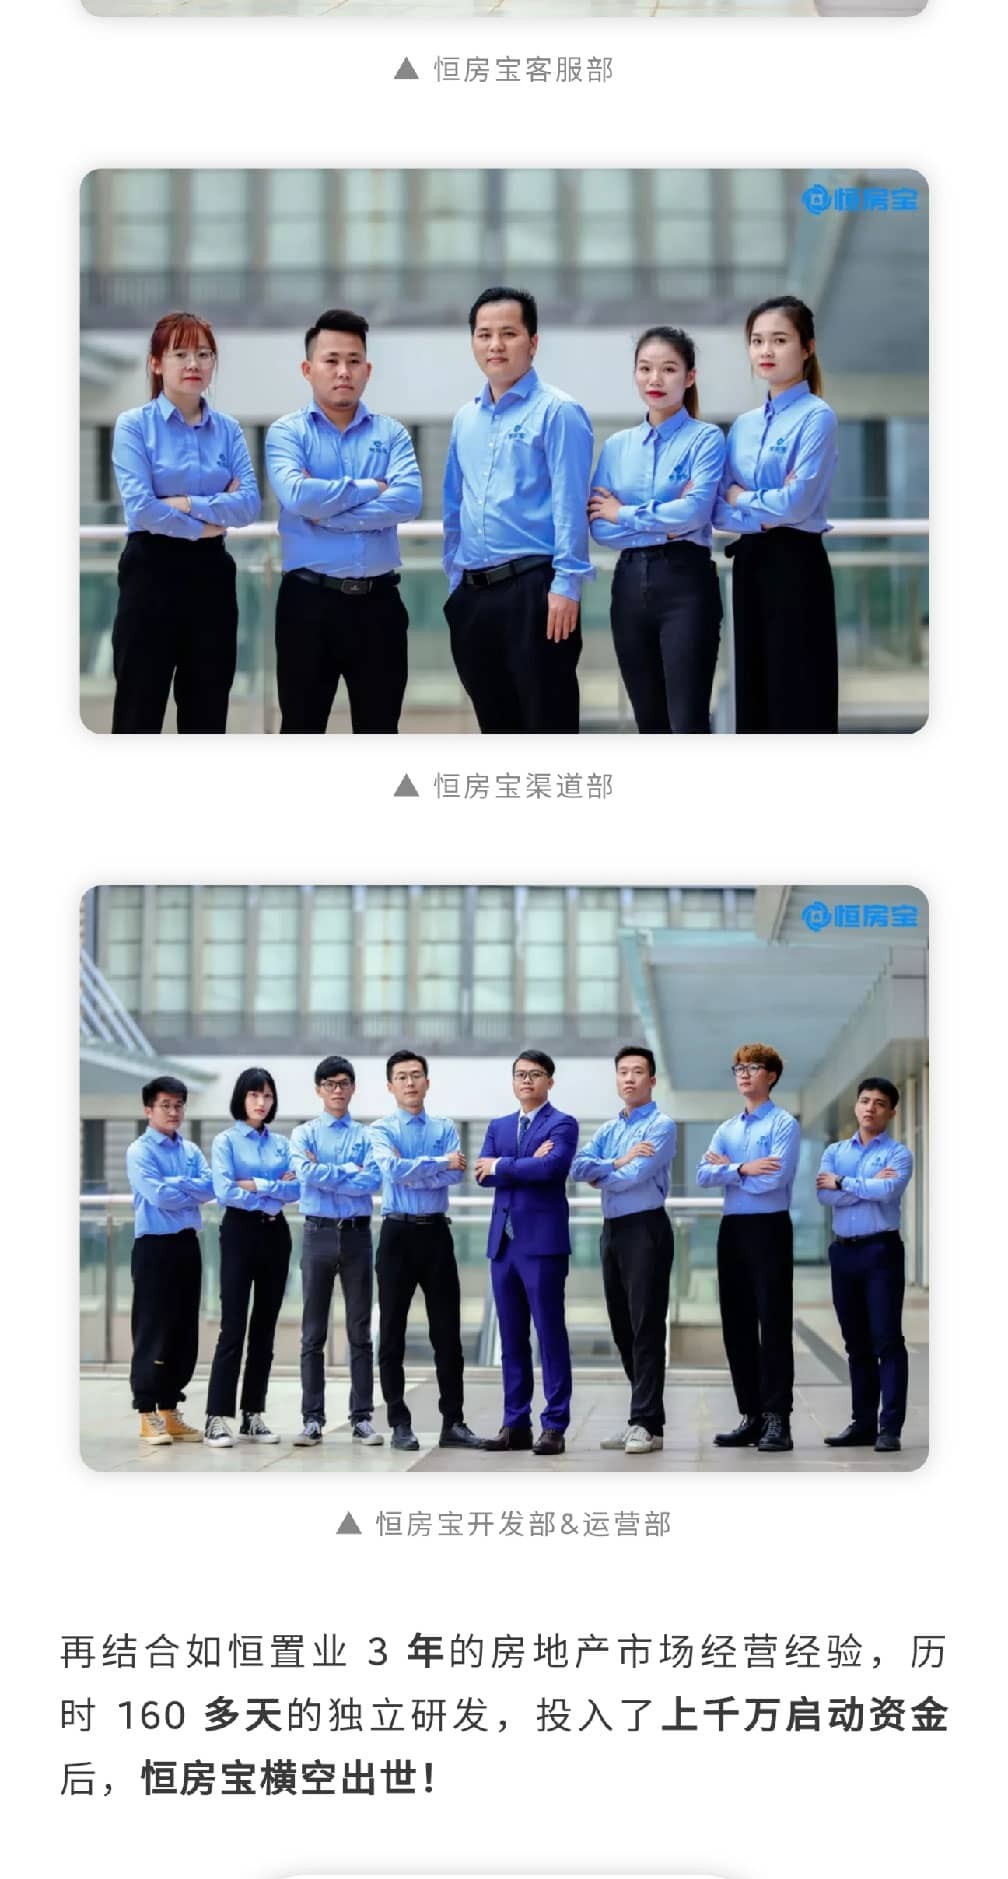 ▲ 恒房宝客服部
恒房宝
▲ 恒房宝渠道部
恒房宝
▲ 恒房宝开发部&运营部
再结合如恒置业 3 年的房地产市场经营经验，历
时 160 多天的独立研发，投入了上千万启动资金
后，恒房宝横空出世！